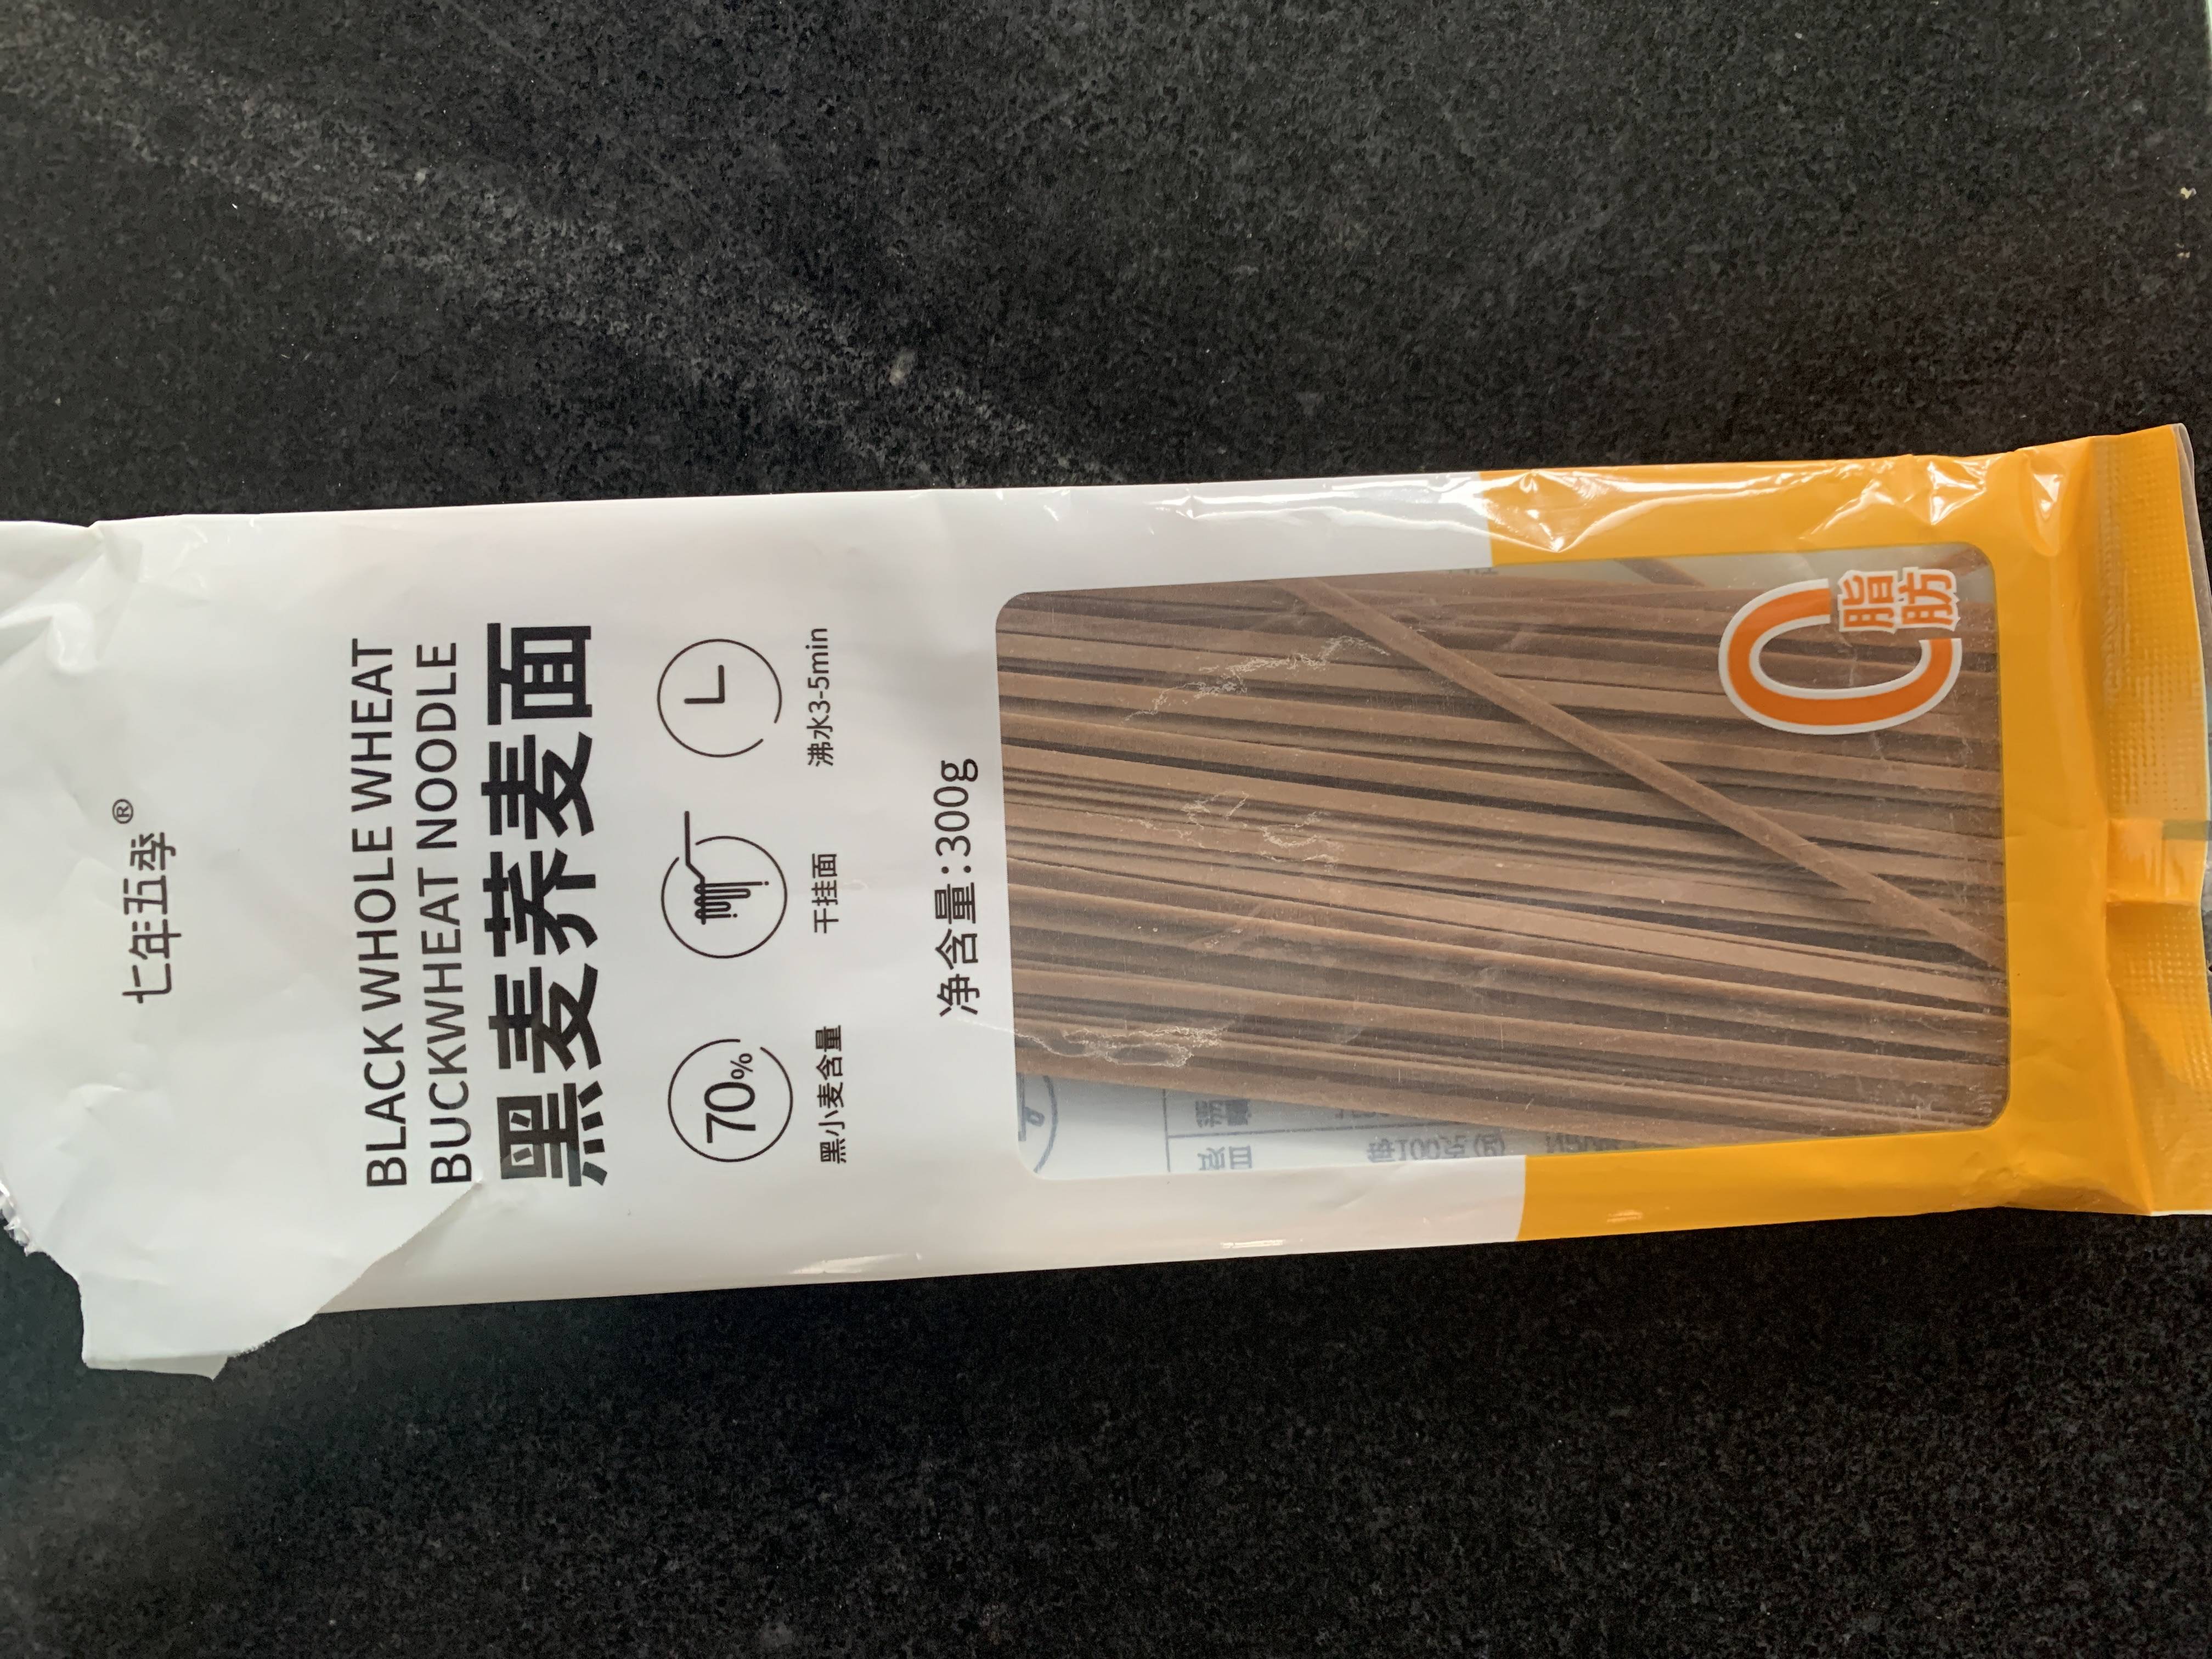 七年五季®
BLACK WHOLE WHEAT
BUCKWHEAT NOODLE
黑麦荞麦面
70%
黑小麦含量
干挂面
沸水3-5min
净含量:300g
0脂肪